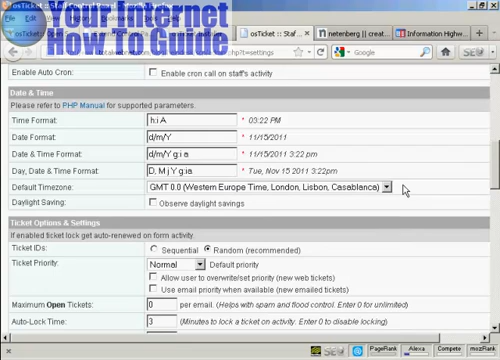 Your Internet
How To Guide
osTicket :: Staff Control Panel
osTicket :: Staf...
netenberg || creat...
Information Highw...
?t=settings
Google
Search
Enable Auto Cron:
Enable cron call on staff's activity
Date & Time
Please refer to PHP Manual for supported parameters.
Time Format:
h:i A
* 03:22 PM
Date Format:
d/m/Y
* 11/15/2011
Date & Time Format:
d/m/Y g:i a
* 11/15/2011 3:22 pm
Day, Date & Time Format:
D, M j Y g:ia
* Tue, Nov 15 2011 3:22pm
Default Timezone:
GMT 0.0 (Western Europe Time, London, Lisbon, Casablanca)
Daylight Saving:
Observe daylight savings
Ticket Options & Settings
If enabled ticket lock get auto-renewed on form activity.
Ticket IDs:
Sequential
Random (recommended)
Ticket Priority:
Normal
Default priority
Allow user to overwrite/set priority (new web tickets)
Use email priority when available (new emailed tickets)
Maximum Open Tickets:
0
per email. (Helps with spam and flood control. Enter 0 for unlimited)
Auto-Lock Time:
3
(Minutes to lock a ticket on activity. Enter 0 to disable locking)
PageRank
Alexa
Compete
mozRank